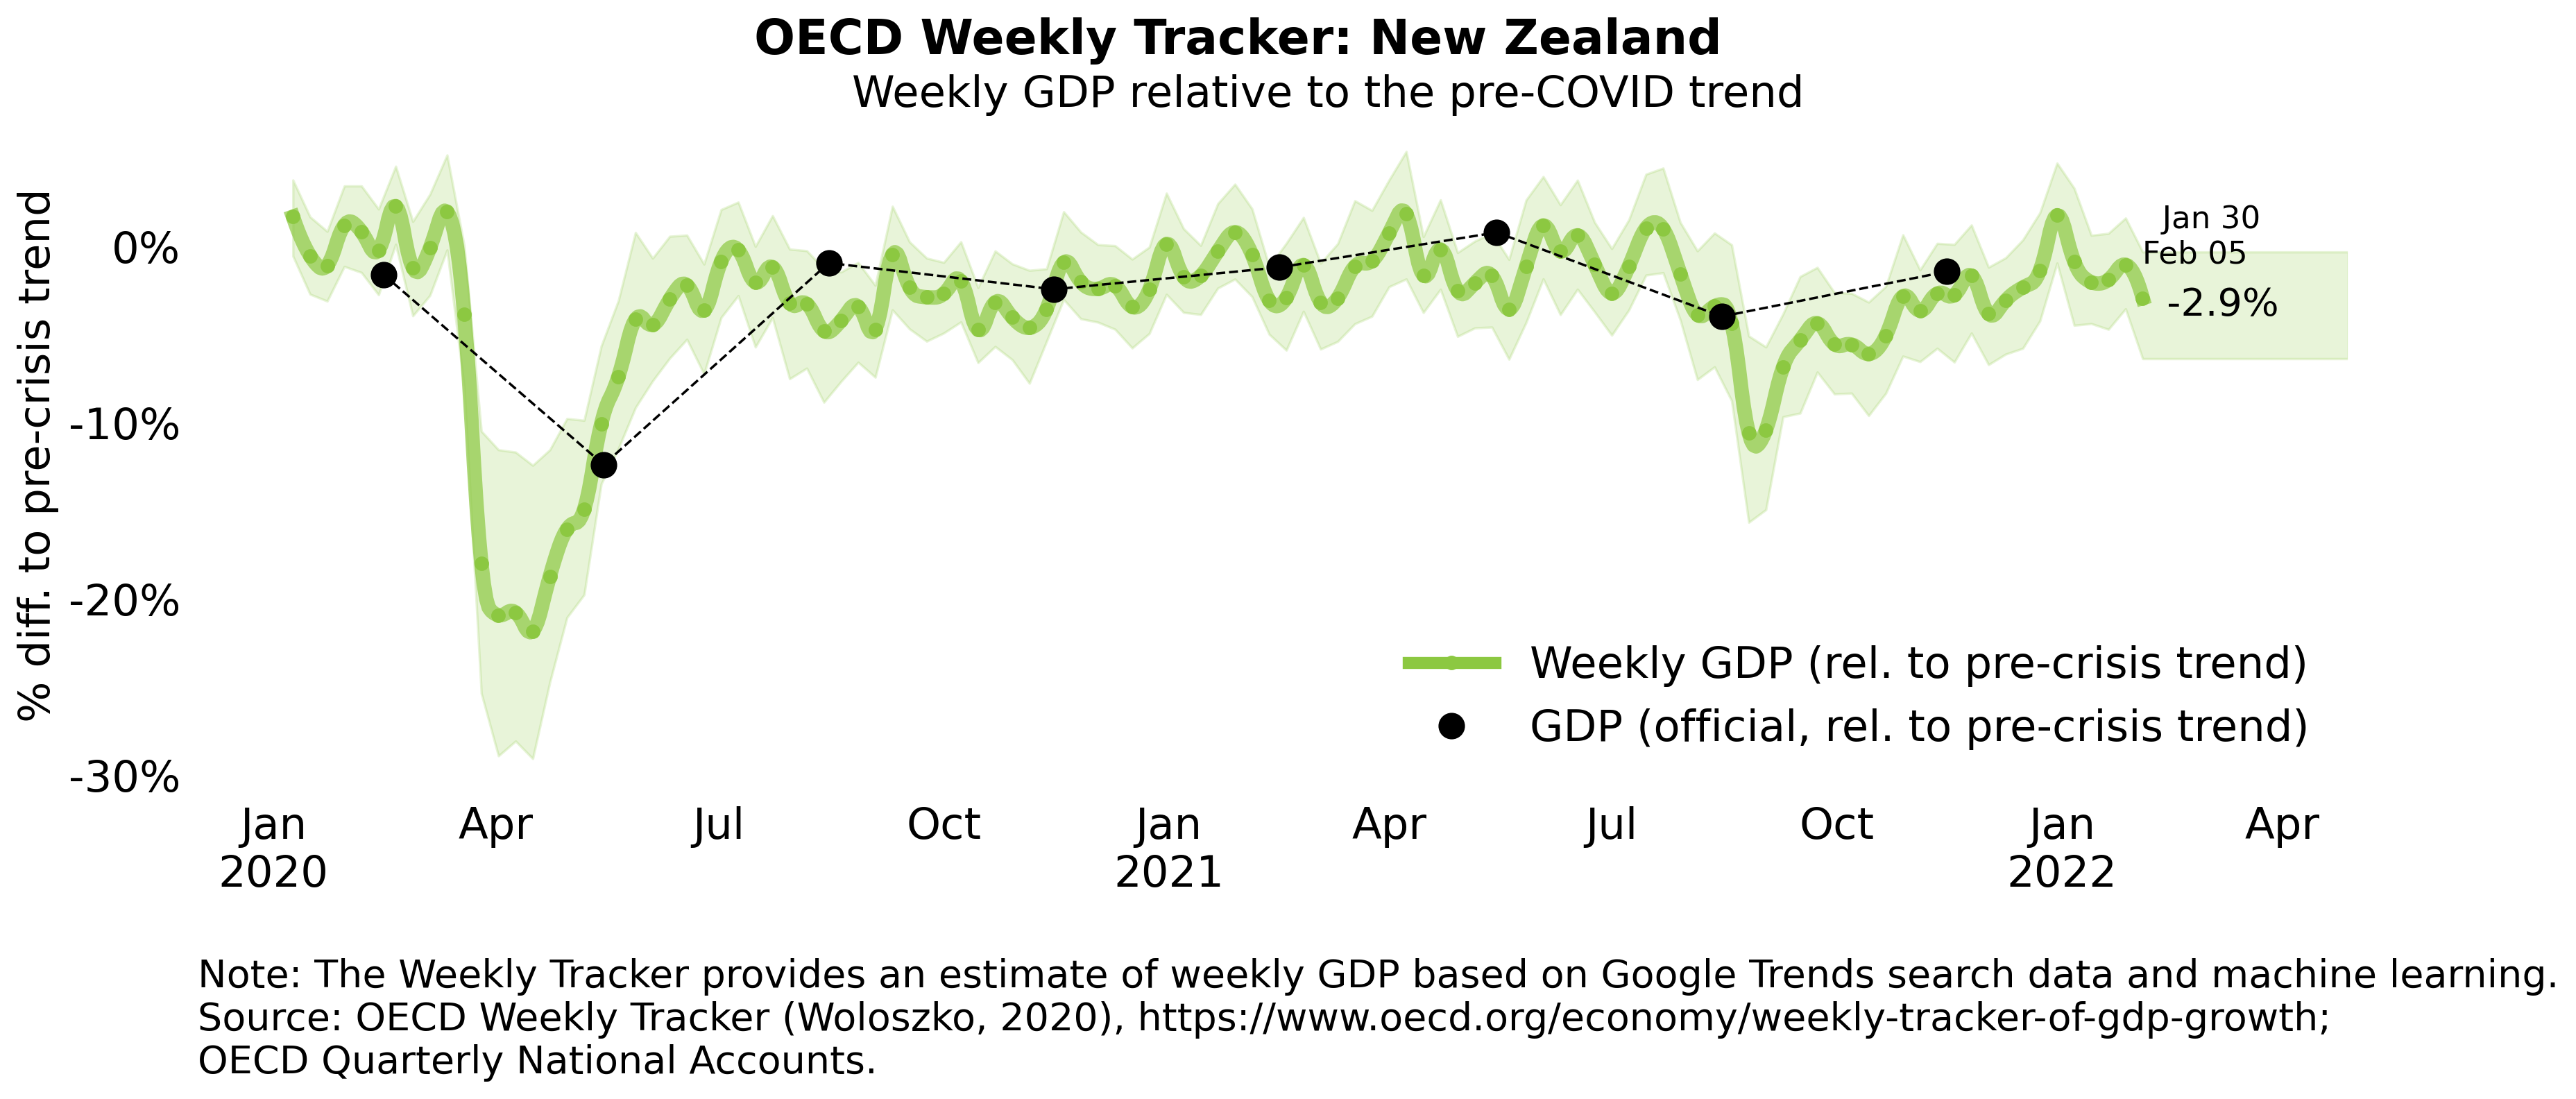 OECD Weekly Tracker: New Zealand
Weekly GDP relative to the pre-COVID trend
% diff. to pre-crisis trend
0%
-10%
-20%
-30%
Jan 30
Feb 05
-2.9%
Weekly GDP (rel. to pre-crisis trend)
GDP (official, rel. to pre-crisis trend)
Jan Apr Jul Oct Jan Apr Jul Oct Jan Apr
2020 2021 2022
Note: The Weekly Tracker provides an estimate of weekly GDP based on Google Trends search data and machine learning.
Source: OECD Weekly Tracker (Woloszko, 2020), https://www.oecd.org/economy/weekly-tracker-of-gdp-growth;
OECD Quarterly National Accounts.